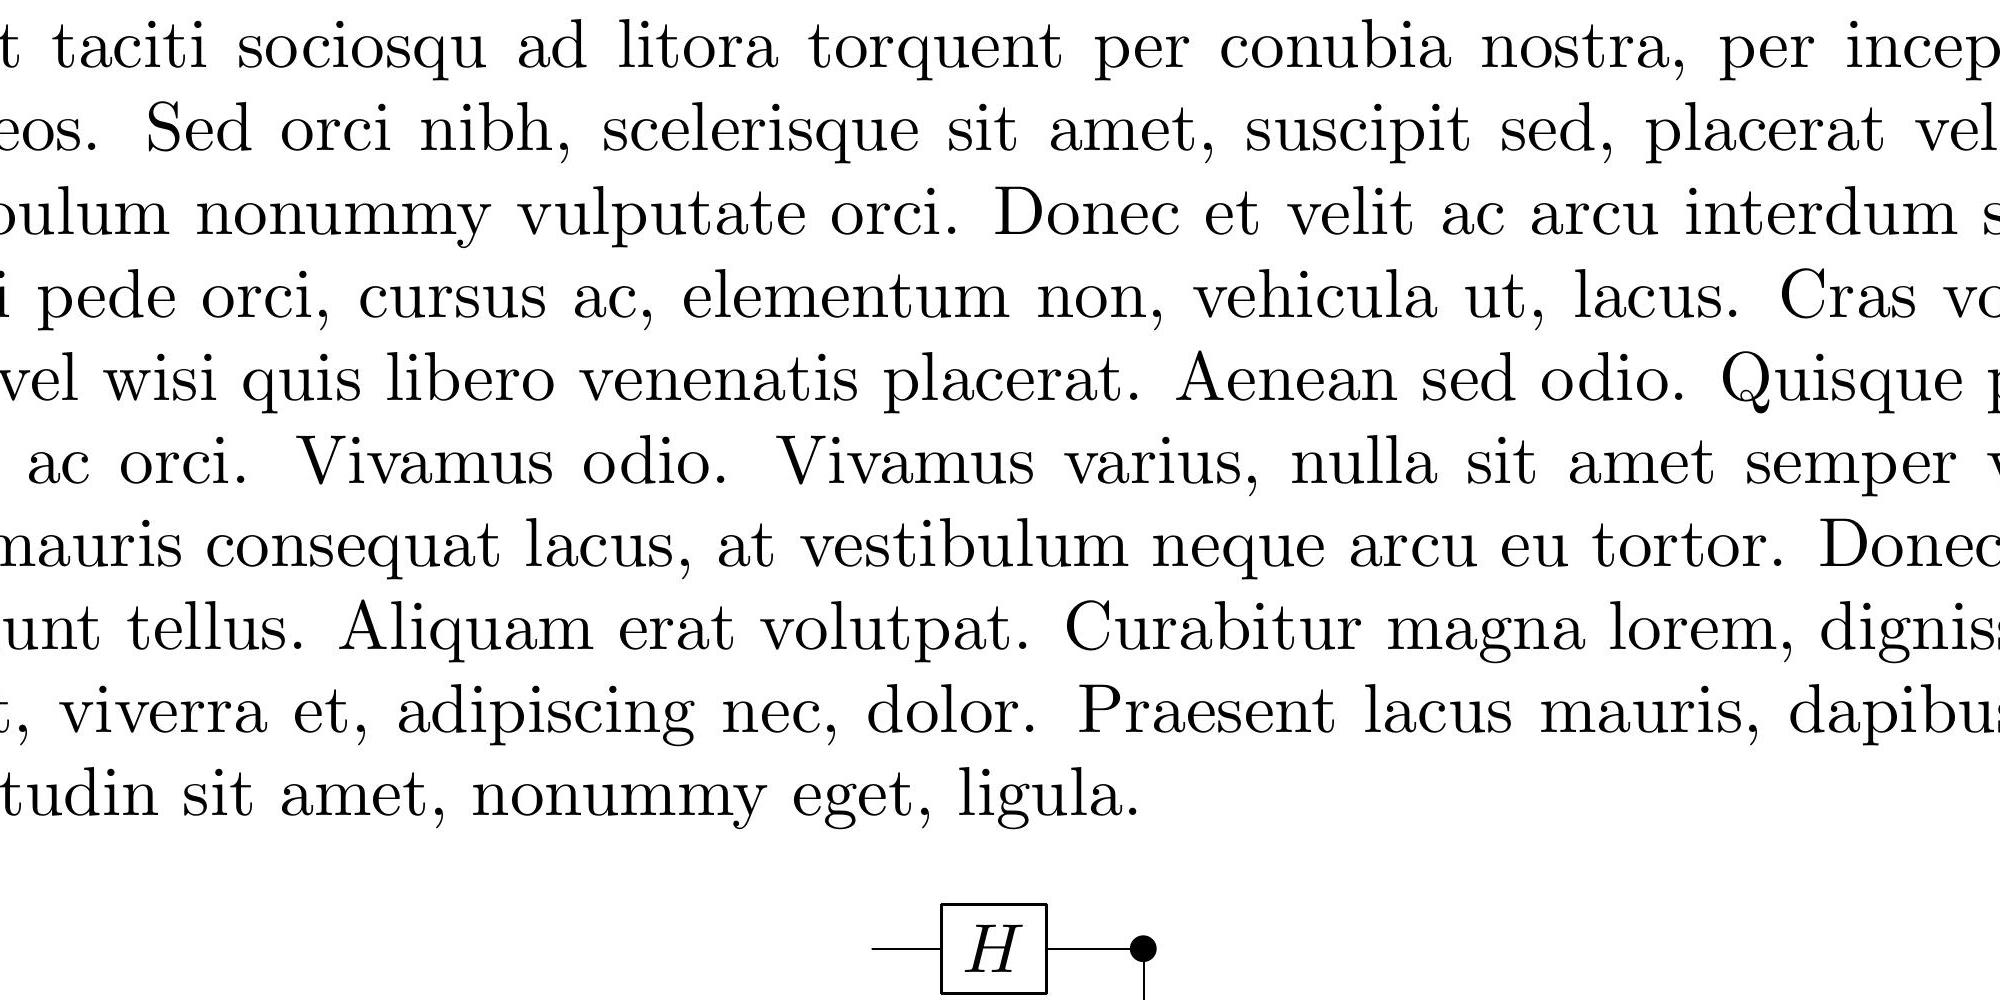 t taciti sociosqu ad litora torquent per conubia nostra, per incep
eos. Sed orci nibh, scelerisque sit amet, suscipit sed, placerat vel
bulum nonummy vulputate orci. Donec et velit ac arcu interdum s
i pede orci, cursus ac, elementum non, vehicula ut, lacus. Cras vo
vel wisi quis libero venenatis placerat. Aenean sed odio. Quisque p
ac orci. Vivamus odio. Vivamus varius, nulla sit amet semper v
mauris consequat lacus, at vestibulum neque arcu eu tortor. Donec
unt tellus. Aliquam erat volutpat. Curabitur magna lorem, digniss
t, viverra et, adipiscing nec, dolor. Praesent lacus mauris, dapibus
tudin sit amet, nonummy eget, ligula.
H